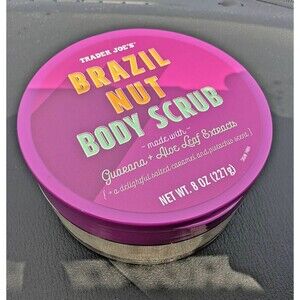 TRADER JOE'S
BRAZIL
NUT
BODY SCRUB
- made with -
Guarana + Aloe Leaf Extracts
[ + a delightful salted caramel and pistachio scent ]
NET WT. 8 OZ (227g)